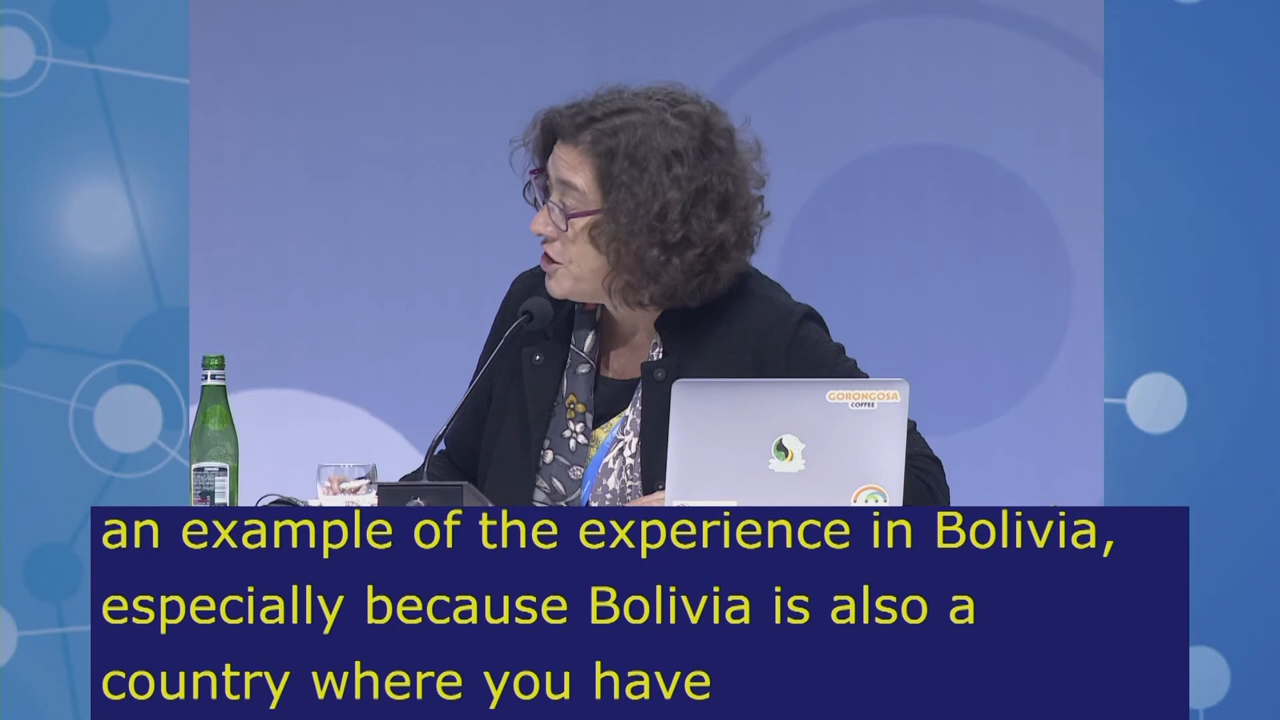 GORONGOSA
COFFEE
an example of the experience in Bolivia,
especially because Bolivia is also a
country where you have